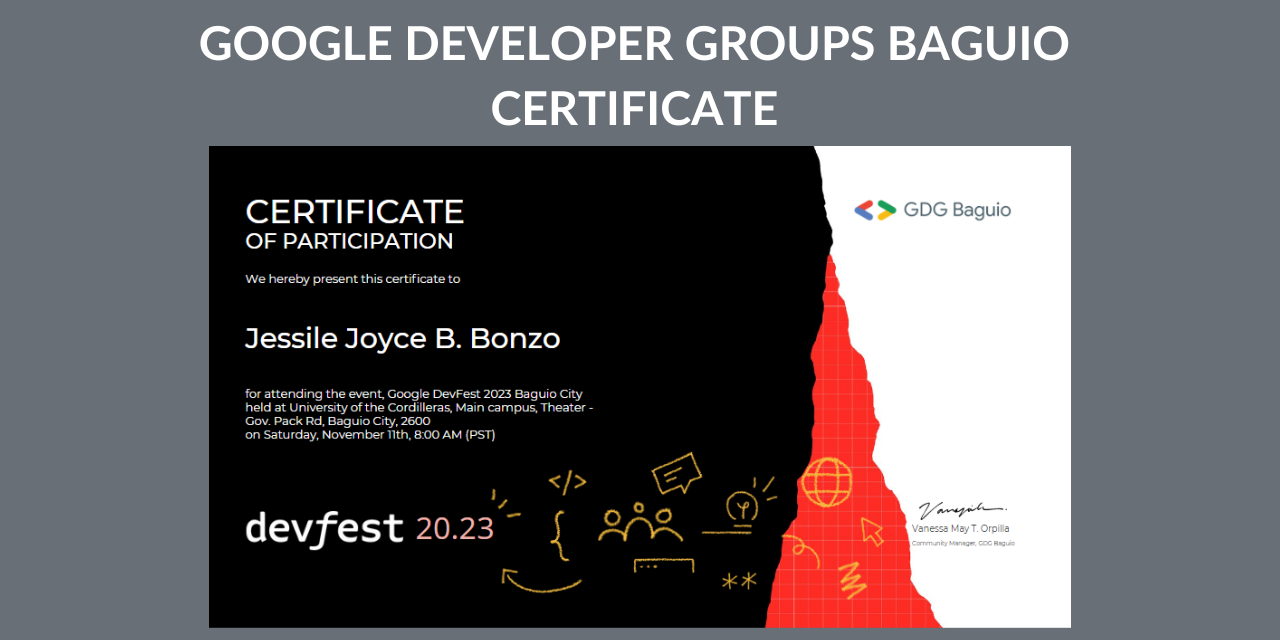 GOOGLE DEVELOPER GROUPS BAGUIO
CERTIFICATE
CERTIFICATE
OF PARTICIPATION
GDG Baguio
We hereby present this certificate to
Jessile Joyce B. Bonzo
for attending the event, Google DevFest 2023 Baguio City
held at University of the Cordilleras, Main campus, Theater -
Gov. Pack Rd, Baguio City, 2600
on Saturday, November 11th, 8:00 AM (PST)
devfest 20.23
Vanessa May T. Orpilla
Community Manager, GDG Baguio